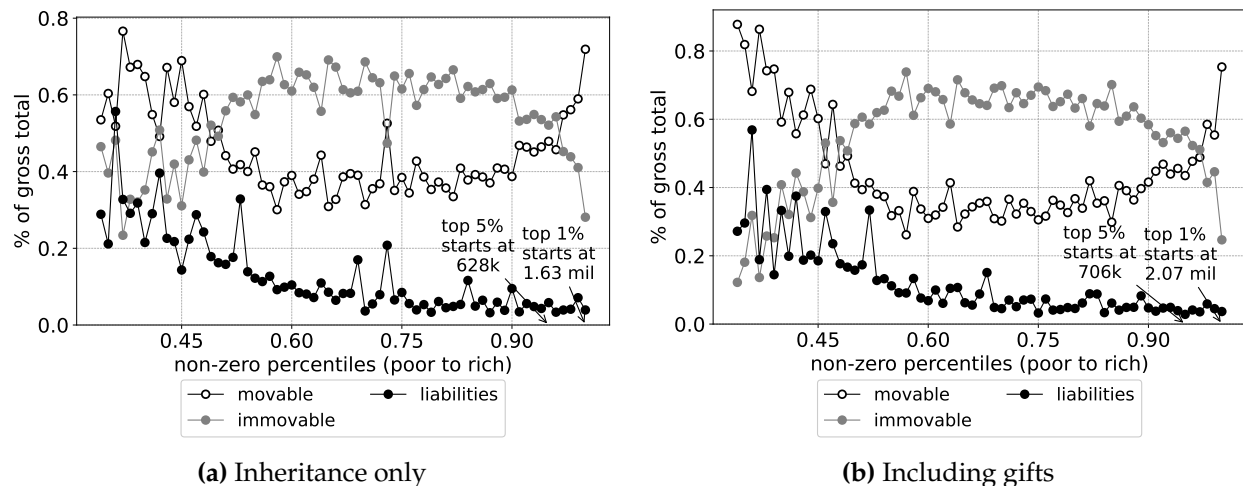 % of gross total
0.8
0.6
0.4
0.2
0.0
0.45
0.60
0.75
0.90
top 5%
starts at
628k
top 1%
starts at
1.63 mil
non-zero percentiles (poor to rich)
movable
immovable
liabilities
(a) Inheritance only
% of gross total
0.8
0.6
0.4
0.2
0.0
0.45
0.60
0.75
0.90
top 5%
starts at
706k
top 1%
starts at
2.07 mil
non-zero percentiles (poor to rich)
movable
immovable
liabilities
(b) Including gifts